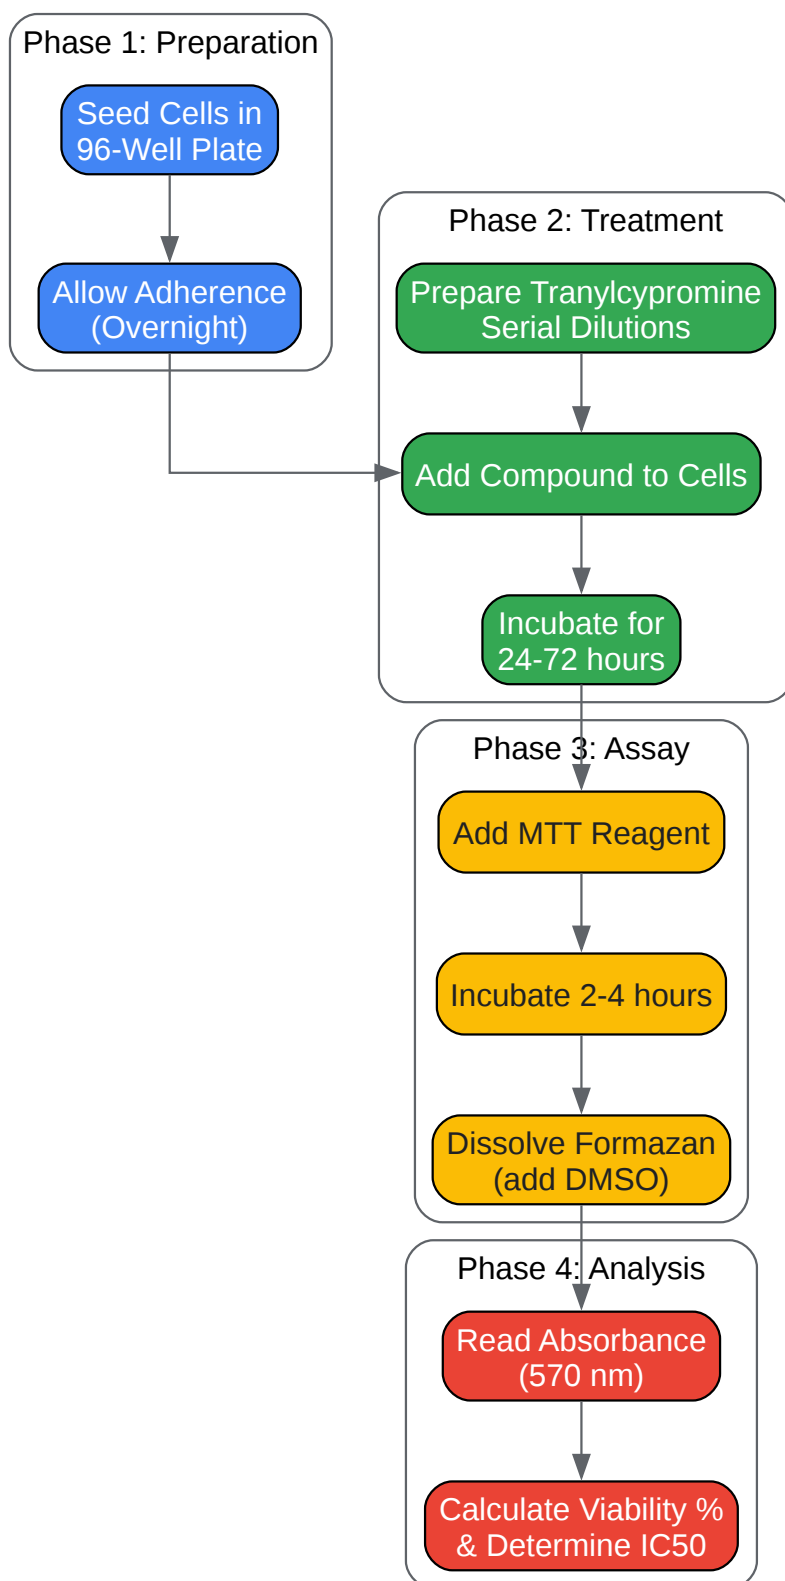 Phase 1: Preparation
Seed Cells in
96-Well Plate
Allow Adherence
(Overnight)
Phase 2: Treatment
Prepare Tranylcypromine
Serial Dilutions
Add Compound to Cells
Incubate for
24-72 hours
Phase 3: Assay
Add MTT Reagent
Incubate 2-4 hours
Dissolve Formazan
(add DMSO)
Phase 4: Analysis
Read Absorbance
(570 nm)
Calculate Viability %
& Determine IC50